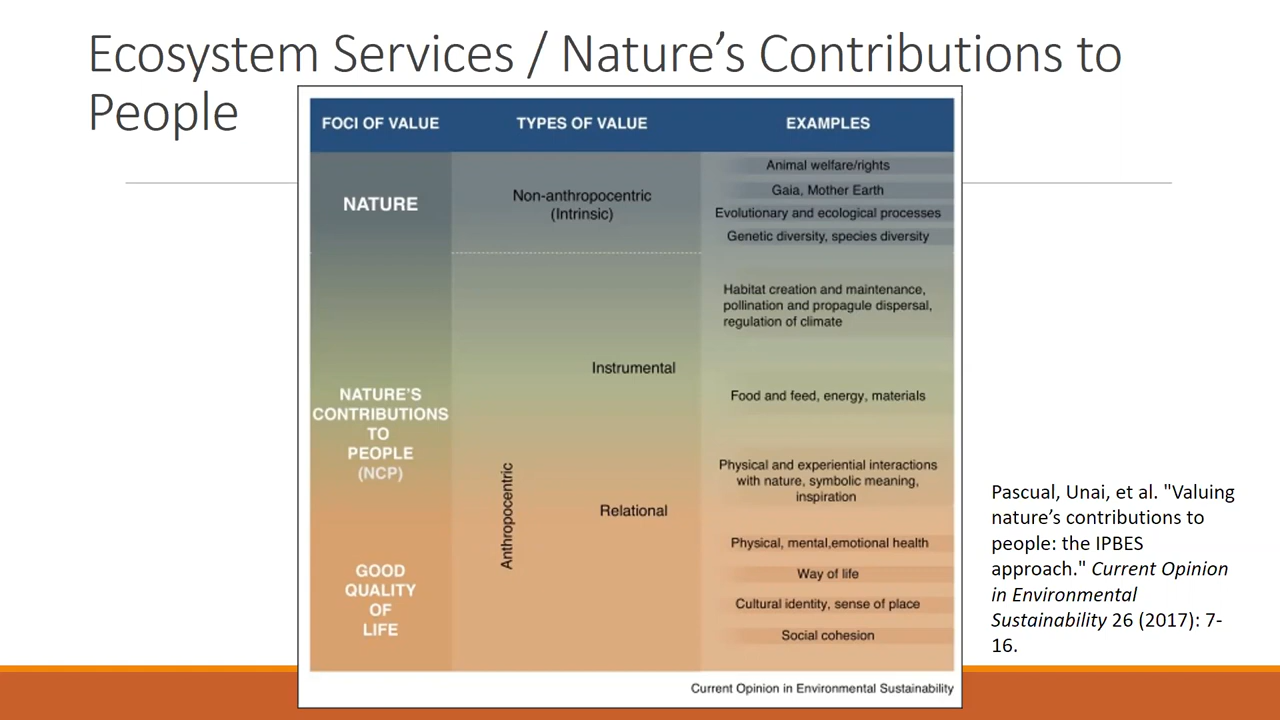 Ecosystem Services / Nature’s Contributions to
People
FOCI OF VALUE
TYPES OF VALUE
EXAMPLES
NATURE
Non-anthropocentric
(Intrinsic)
Animal welfare/rights
Gaia, Mother Earth
Evolutionary and ecological processes
Genetic diversity, species diversity
Habitat creation and maintenance,
pollination and propagule dispersal,
regulation of climate
NATURE’S
CONTRIBUTIONS
TO
PEOPLE
(NCP)
Anthropocentric
Instrumental
Food and feed, energy, materials
Relational
Physical and experiential interactions
with nature, symbolic meaning,
inspiration
GOOD
QUALITY
OF
LIFE
Physical, mental,emotional health
Way of life
Cultural identity, sense of place
Social cohesion
Current Opinion in Environmental Sustainability
Pascual, Unai, et al. "Valuing
nature’s contributions to
people: the IPBES
approach." Current Opinion
in Environmental
Sustainability 26 (2017): 7-
16.